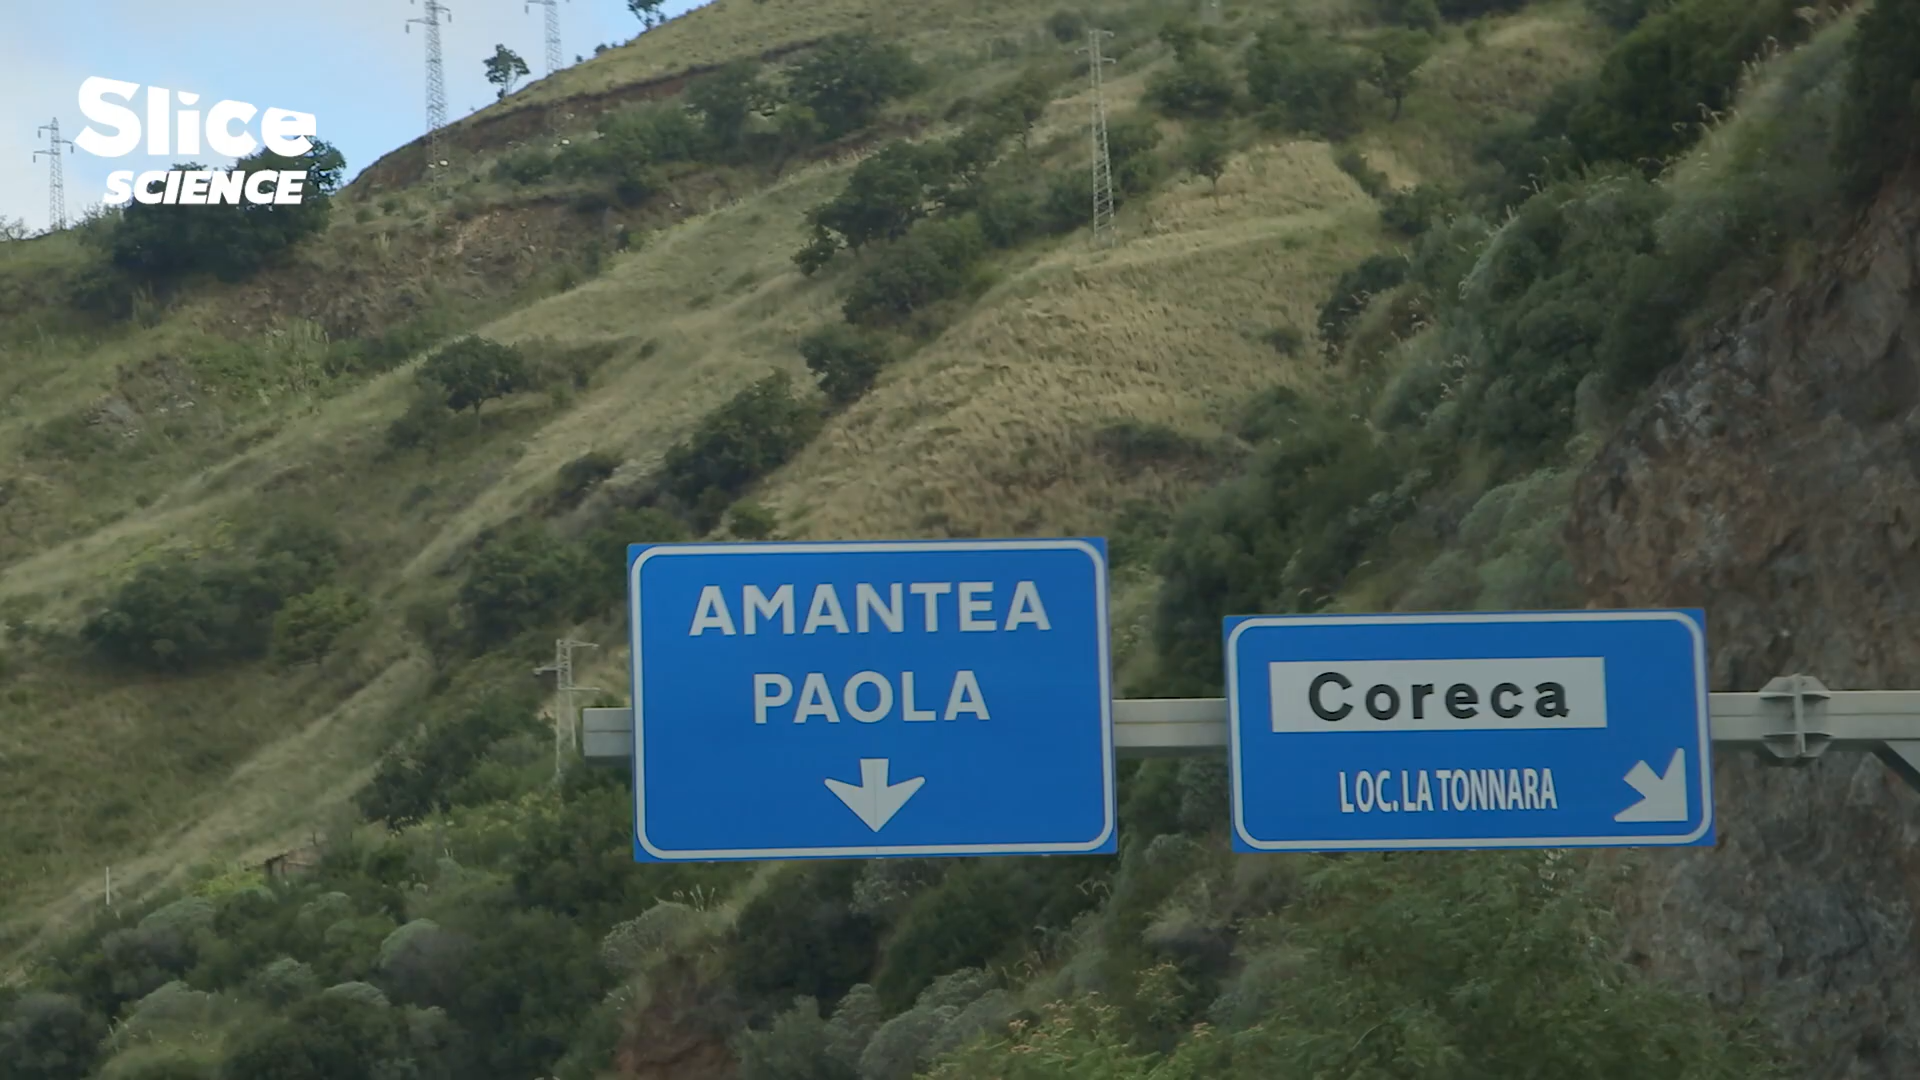 Slice
SCIENCE
AMANTEA
PAOLA
Coreca
LOC. LA TONNARA